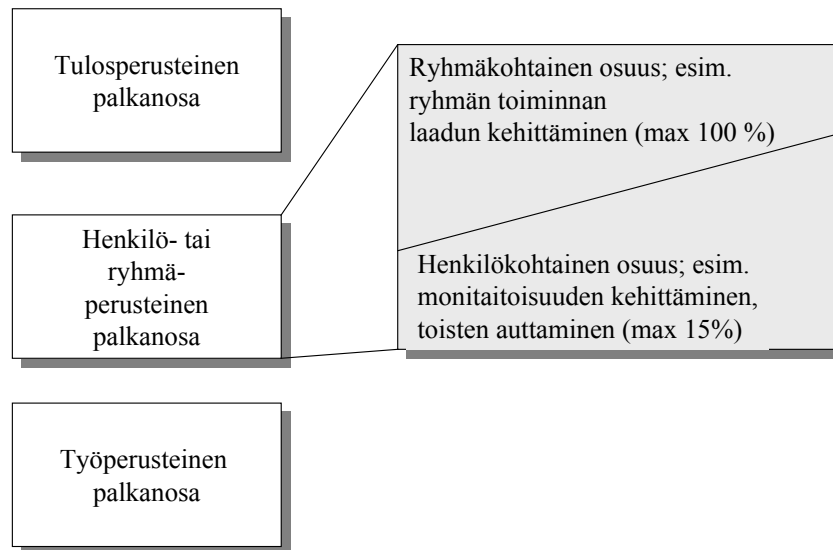 Tulosperusteinen
palkanosa
Ryhmäkohtainen osuus; esim.
ryhmän toiminnan
laadun kehittäminen (max 100 %)
Henkilö- tai
ryhmä-
perusteinen
palkanosa
Henkilökohtainen osuus; esim.
monitaitoisuuden kehittäminen,
toisten auttaminen (max 15%)
Työperusteinen
palkanosa